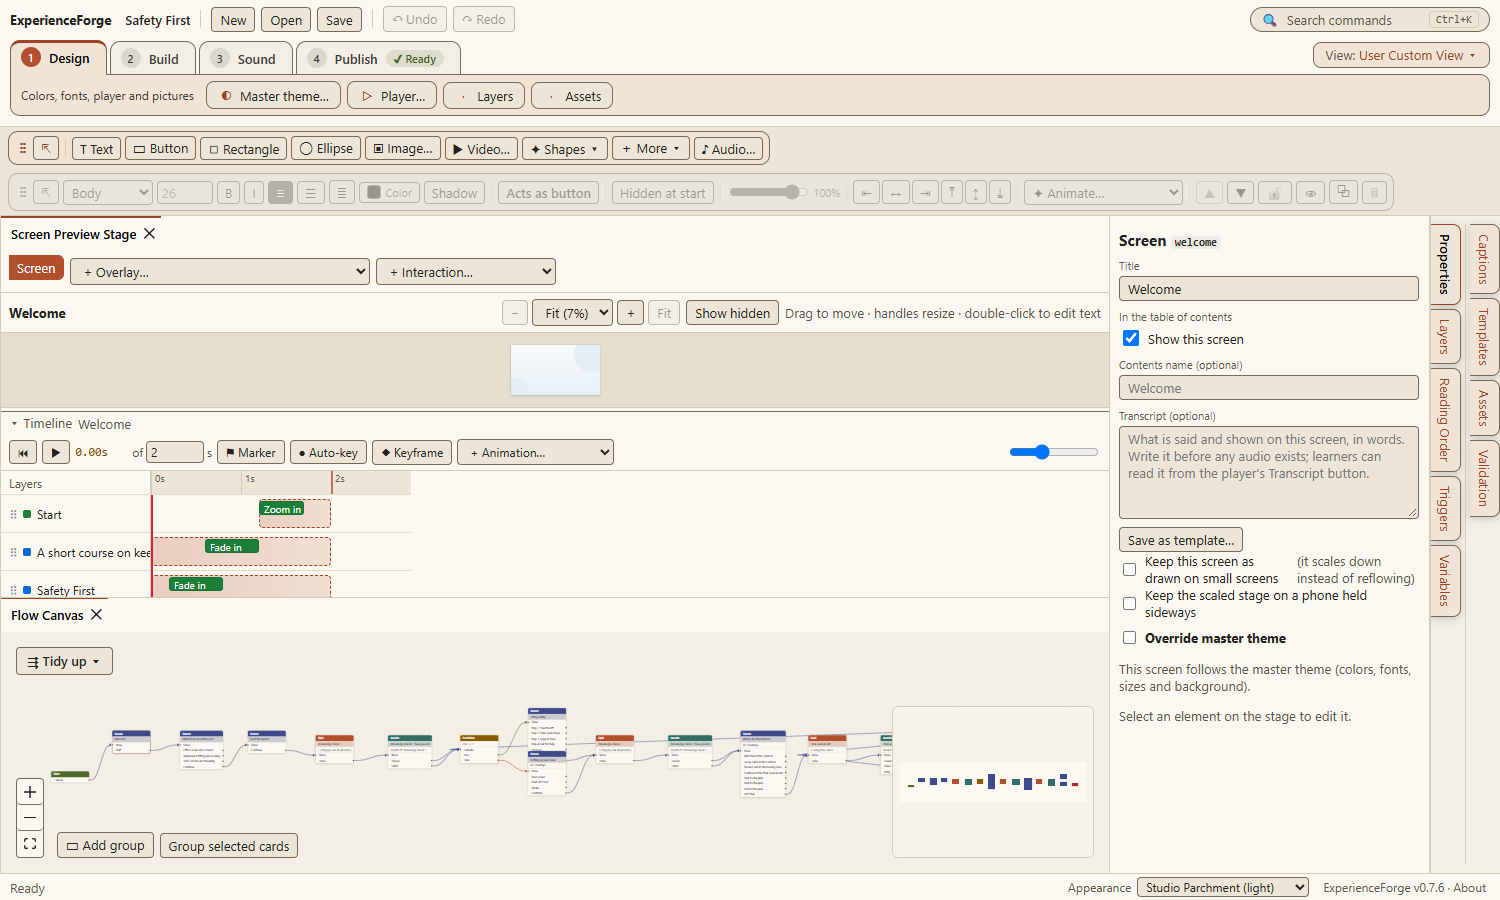 ExperienceForge Safety First New Open Save Undo Redo Search commands Ctrl+K
1 Design 2 Build 3 Sound 4 Publish ✓ Ready View: User Custom View
Colors, fonts, player and pictures Master theme... Player... Layers Assets
T Text Button Rectangle Ellipse Image... Video... Shapes + More Audio...
Body 26 B I Color Shadow Acts as button Hidden at start 100% Animate...
Screen Preview Stage
Screen + Overlay... + Interaction...
Welcome − Fit (7%) + Fit Show hidden Drag to move · handles resize · double-click to edit text
Timeline Welcome
0.00s of 2 s Marker Auto-key Keyframe + Animation...
Layers 0s 1s 2s
Start Zoom in
A short course on kee Fade in
Safety First Fade in
Flow Canvas
Tidy up
+
−
Add group Group selected cards
Screen welcome
Title
Welcome
In the table of contents
Show this screen
Contents name (optional)
Welcome
Transcript (optional)
What is said and shown on this screen, in words.
Write it before any audio exists; learners can
read it from the player's Transcript button.
Save as template...
Keep this screen as drawn on small screens (it scales down instead of reflowing)
Keep the scaled stage on a phone held
sideways
Override master theme
This screen follows the master theme (colors, fonts,
sizes and background).
Select an element on the stage to edit it.
Properties
Layers
Reading Order
Triggers
Variables
Captions
Templates
Assets
Validation
Ready Appearance Studio Parchment (light) ExperienceForge v0.7.6 · About